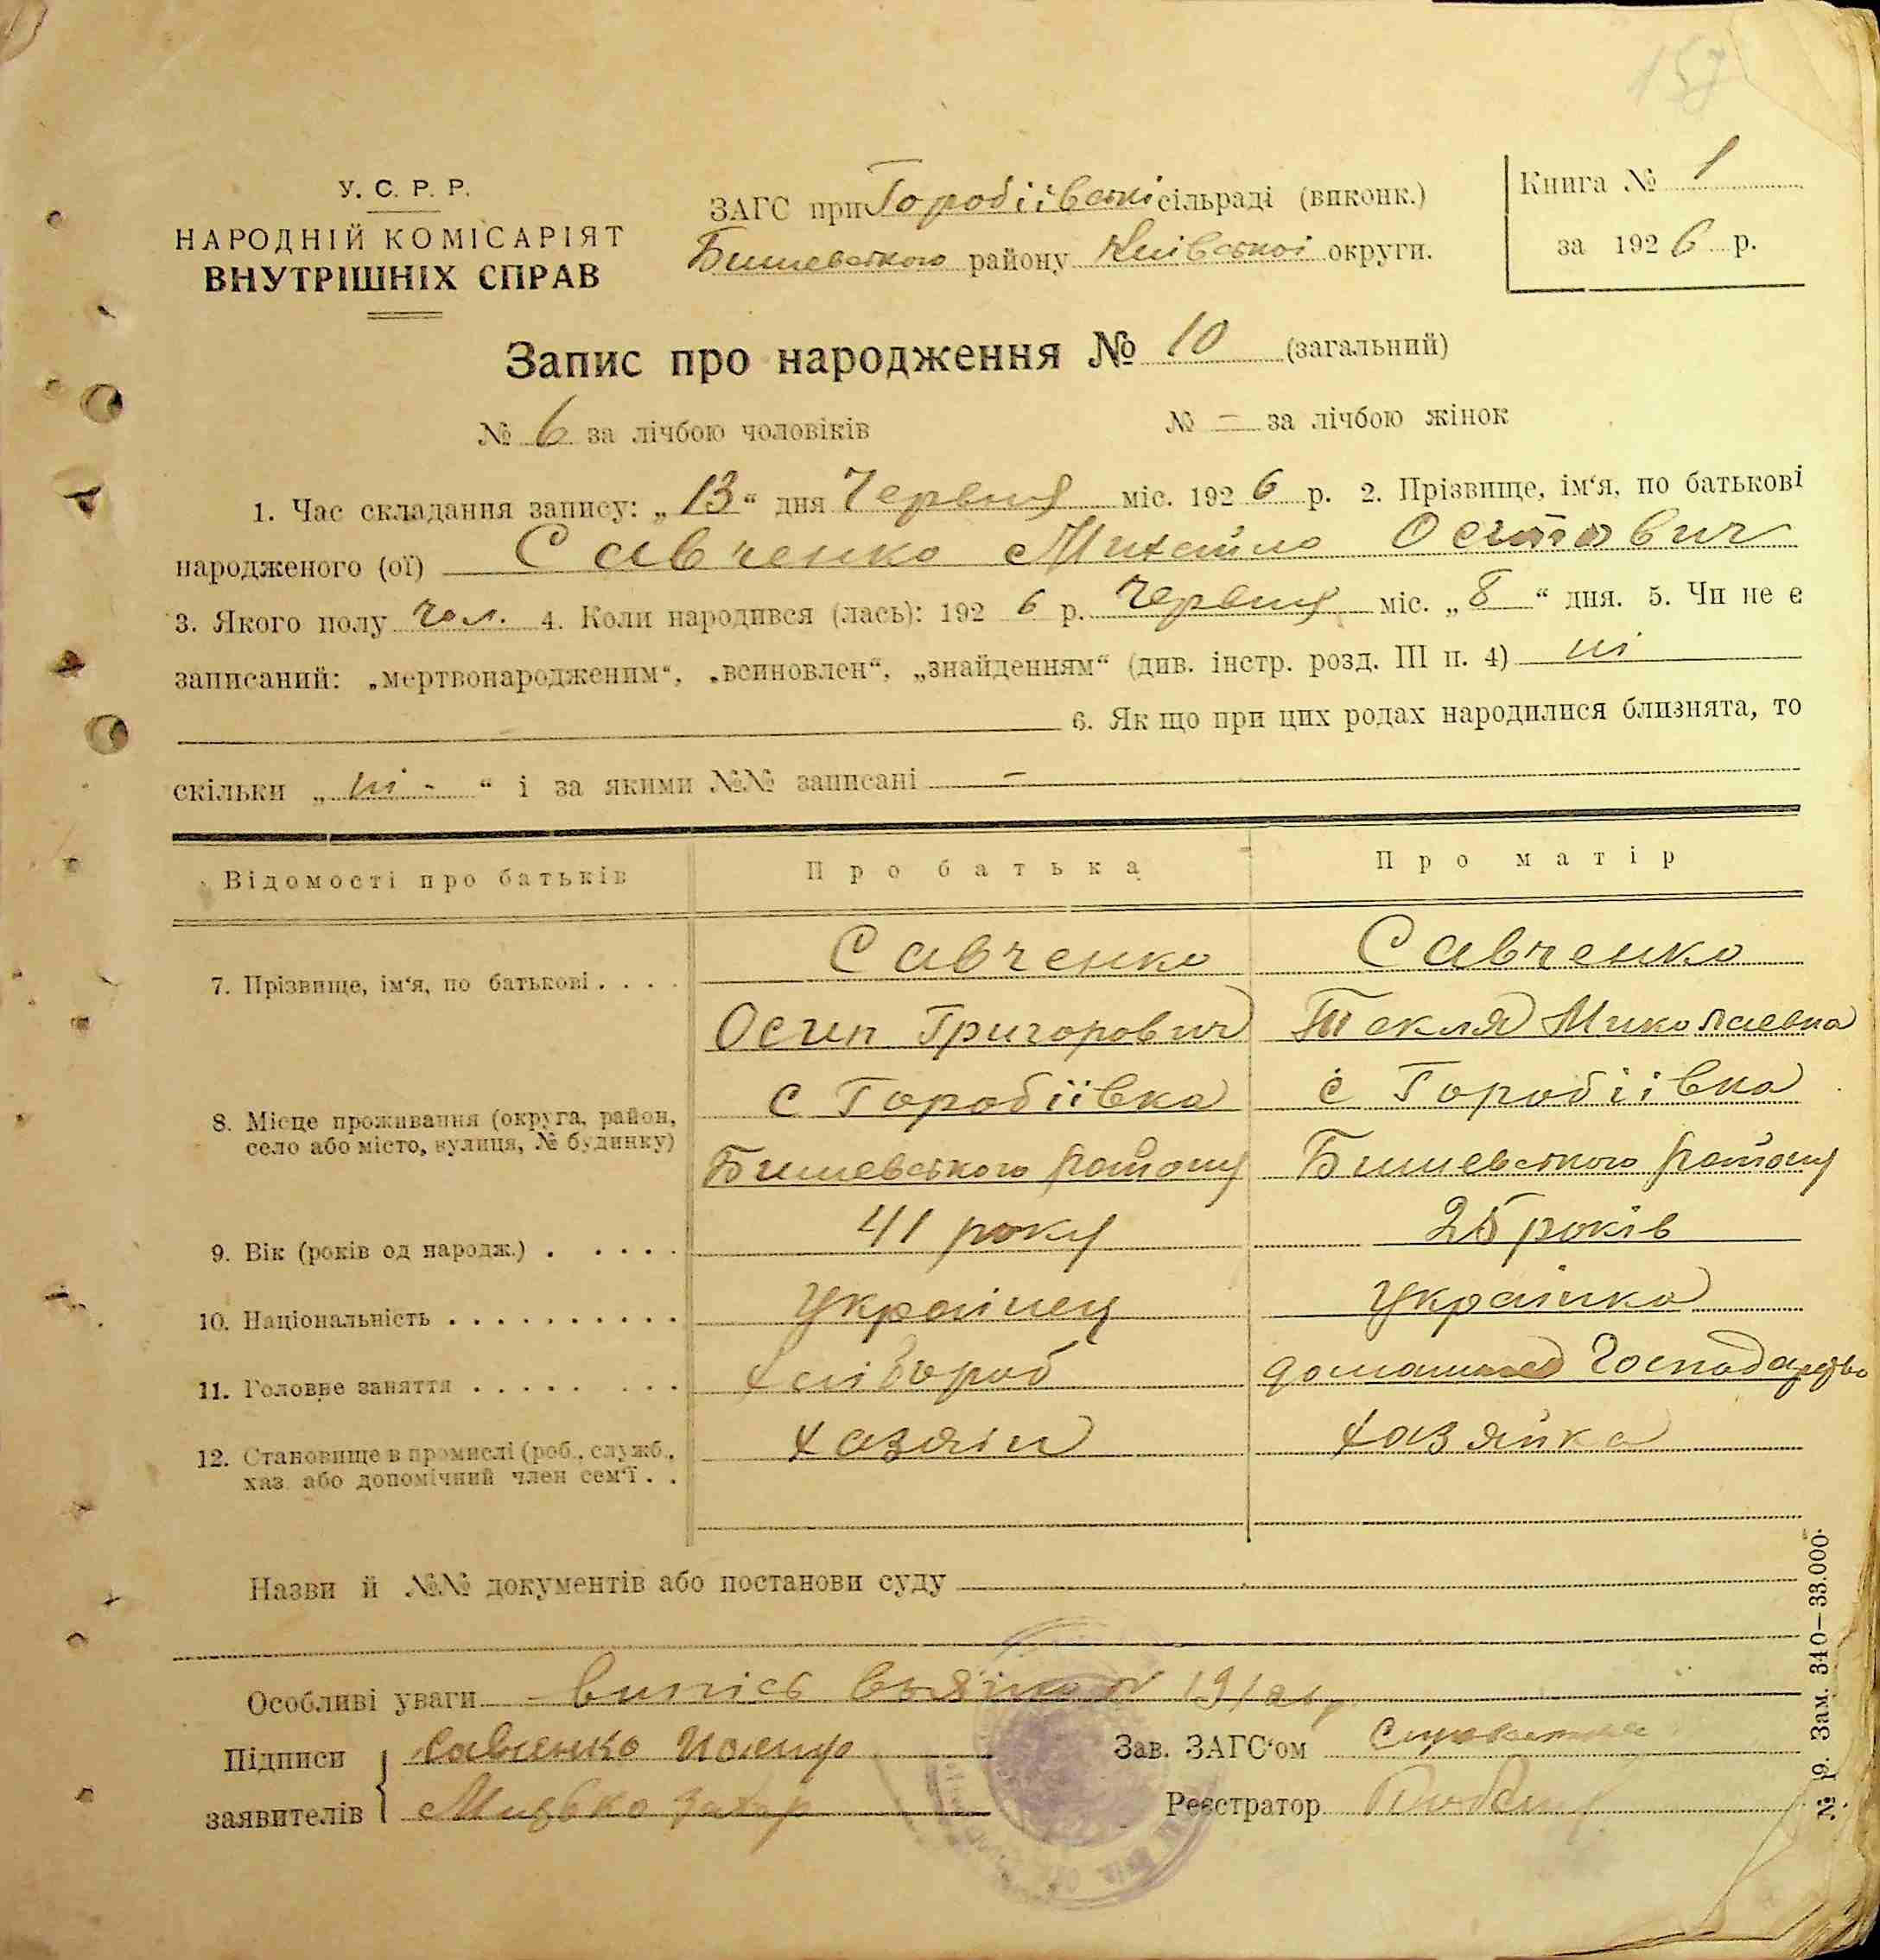 157
У. С. Р. Р.
НАРОДНІЙ КОМІСАРІЯТ
ВНУТРІШНІХ СПРАВ
ЗАГС при Горобіївські сільраді (виконк.)
Бишевського району Київської округи.
Книга № 1
за 1926 р.
Запис про народження № 10 (загальний)
№ 6 за лічбою чоловіків № = за лічбою жінок
1. Час складання запису: „13“ дня Червня міс. 1926 р. 2. Прізвище, ім‘я, по батькові
народженого (ої) Савченко Михайло
3. Якого полу чол. 4. Коли народився (лась): 1926 р. Червня міс. „8“ дня. 5. Чи не є
записаний: „мертвонародженим“, „всиновлен“, „знайденням“ (див. інстр. розд. III п. 4) ні
6. Як що при цих родах народилися близнята, то
скільки „ні -“ і за якими №№ записані –
Відомості про батьків Про батька Про матір
7. Прізвище, ім‘я, по батькові . . . . Савченко Савченко
Осип Григорович Текля Миколаевна
8. Місце проживання (округа, район, село або місто, вулиця, № будинку) с Горобіївка с Горобіївка
Бишевського району Бишевського району
9. Вік (років од народж.) . . . . . 41 року 25 років
10. Національність . . . . . . . . . . Українец Українка
11. Головне заняття . . . . . . . . Хлібороб домашнє Господарство
12. Становище в промислі (роб., служб., хаз. або допомічний член сем‘ї . . Хазяін Хазяйка
Назви й №№ документів або постанови суду
Особливі уваги випись
Підписи заявителів Савченко
Мицько Захар
Зав. ЗАГС‘ом
Реєстратор
№ 19. Зам. 340—33.000.